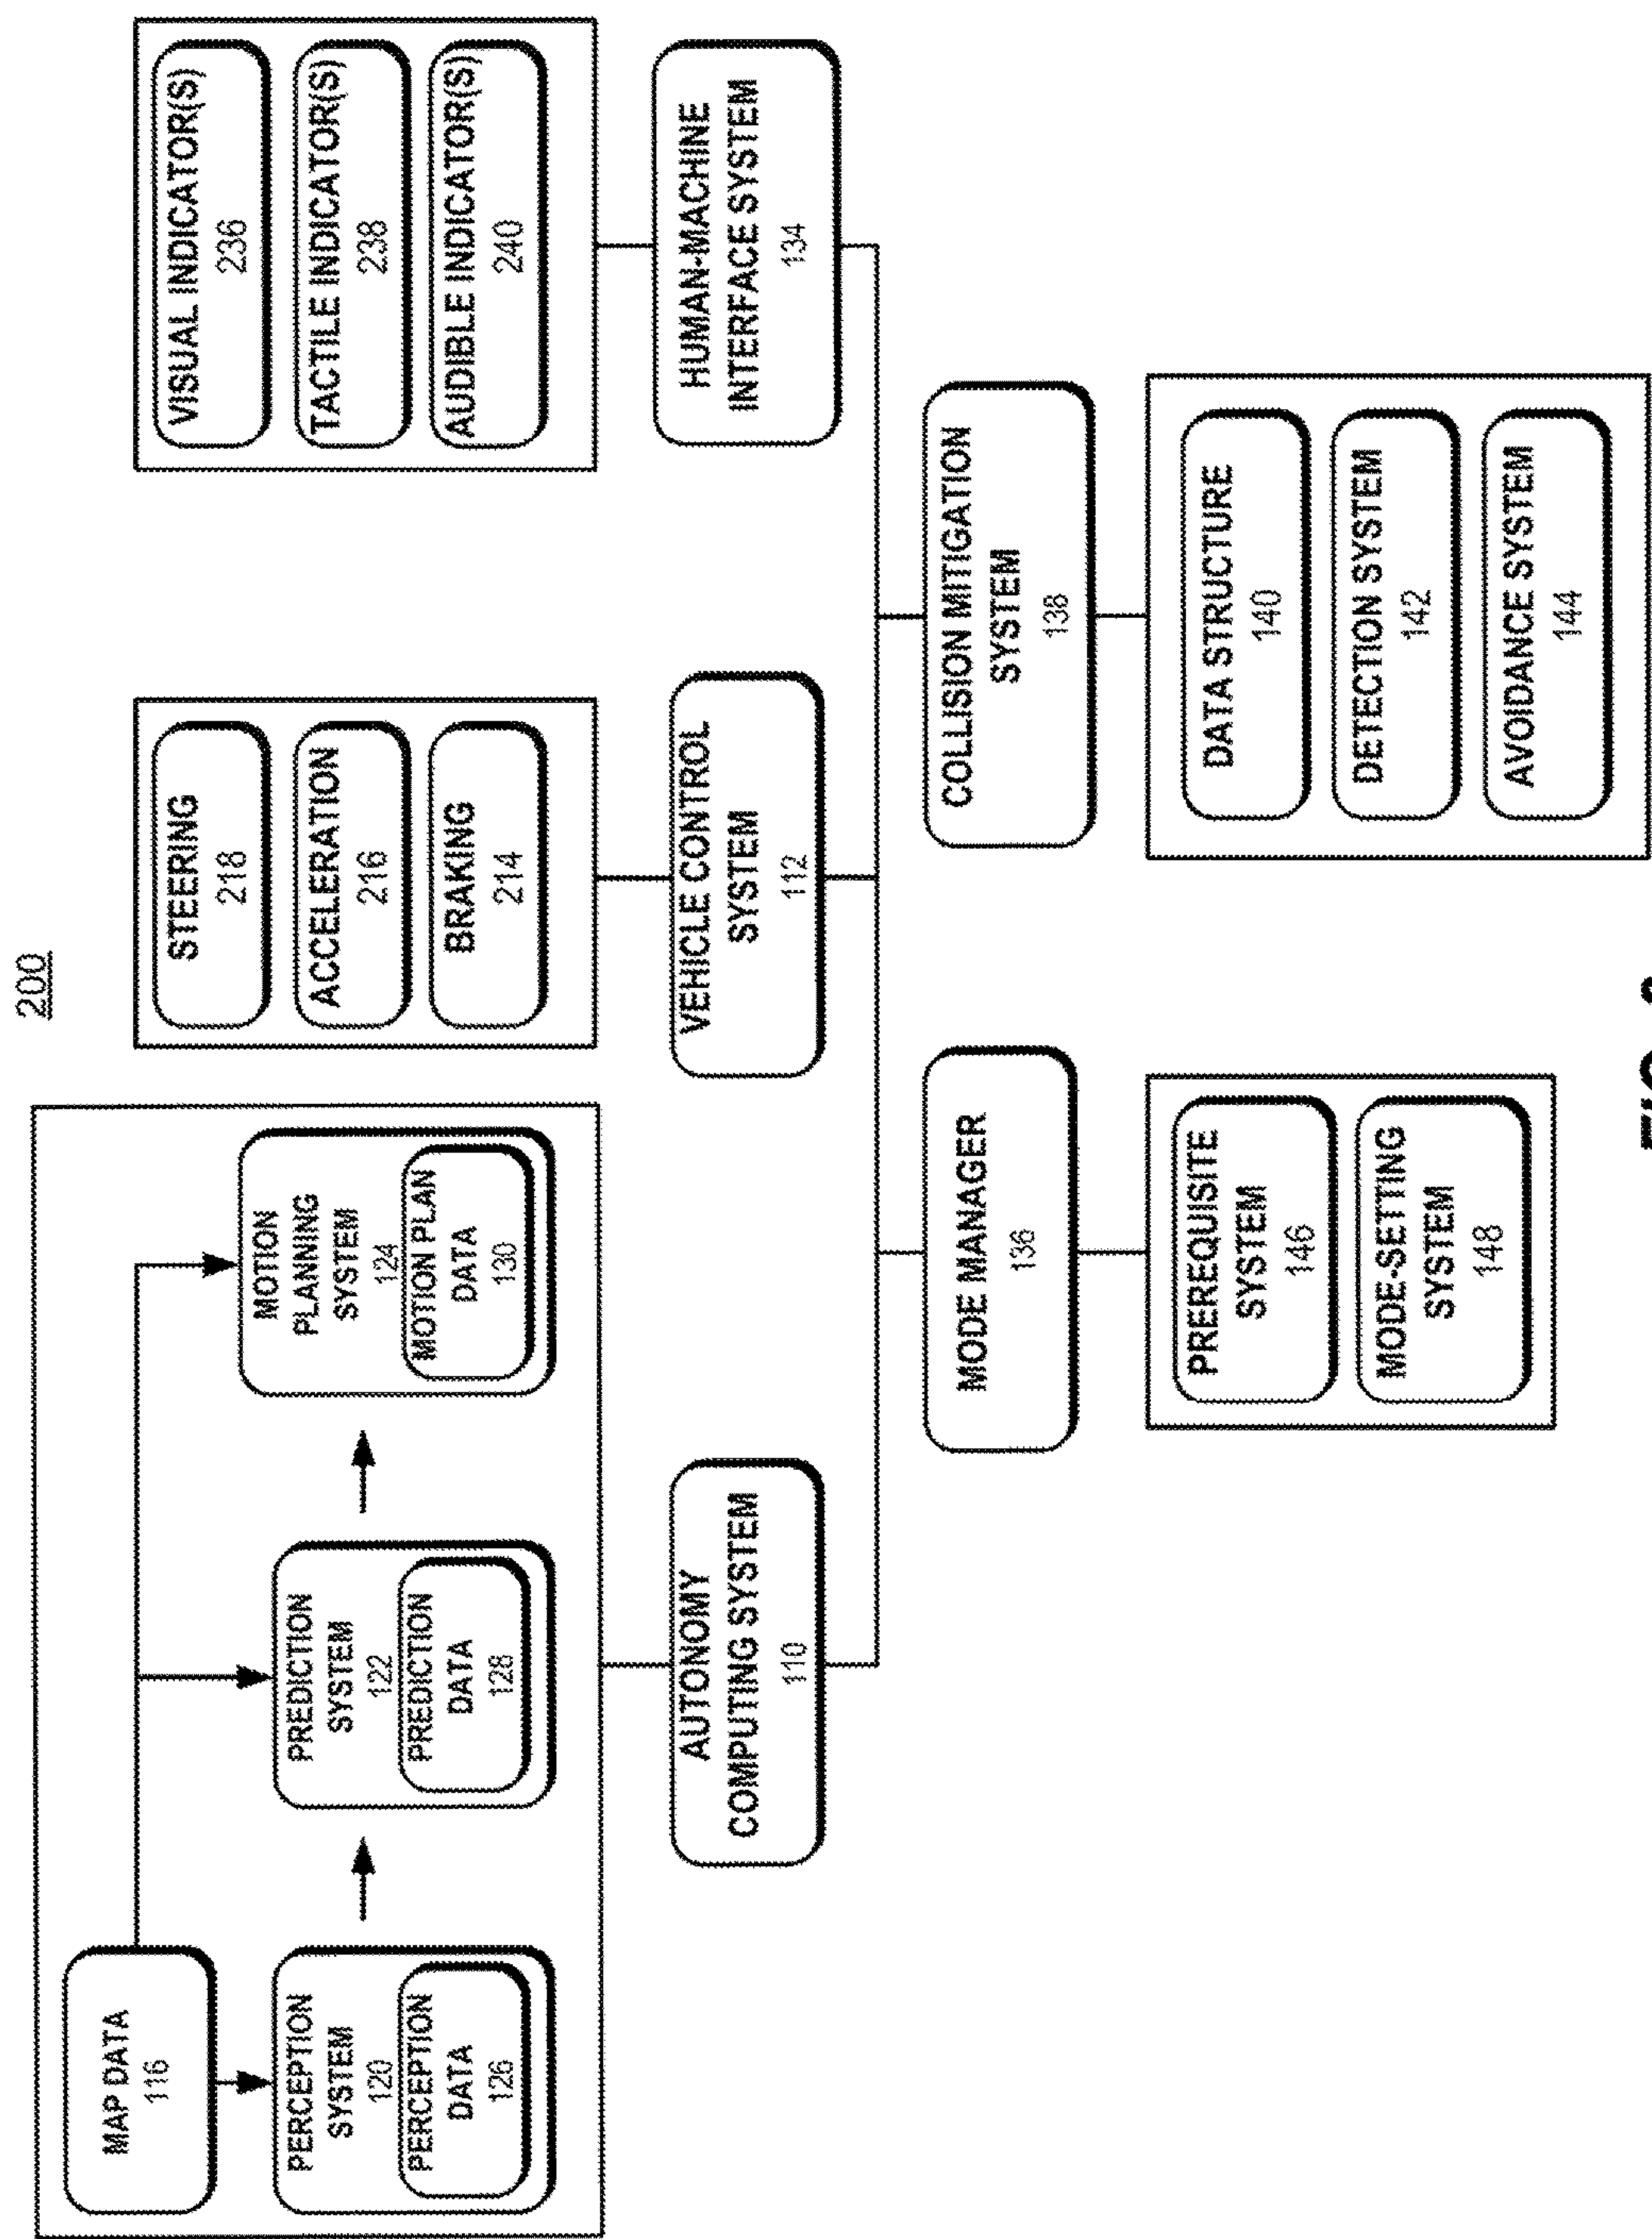 200
MAP DATA
116
PERCEPTION
SYSTEM
120
PERCEPTION
DATA
126
PREDICTION
SYSTEM
122
PREDICTION
DATA
128
MOTION
PLANNING
SYSTEM
124
MOTION PLAN
DATA
130
STEERING
218
ACCELERATION
216
BRAKING
214
VISUAL INDICATOR(S)
236
TACTILE INDICATOR(S)
238
AUDIBLE INDICATOR(S)
240
AUTONOMY
COMPUTING SYSTEM
110
VEHICLE CONTROL
SYSTEM
112
HUMAN-MACHINE
INTERFACE SYSTEM
134
MODE MANAGER
136
COLLISION MITIGATION
SYSTEM
138
PREREQUISITE
SYSTEM
146
MODE-SETTING
SYSTEM
148
DATA STRUCTURE
140
DETECTION SYSTEM
142
AVOIDANCE SYSTEM
144
FIG